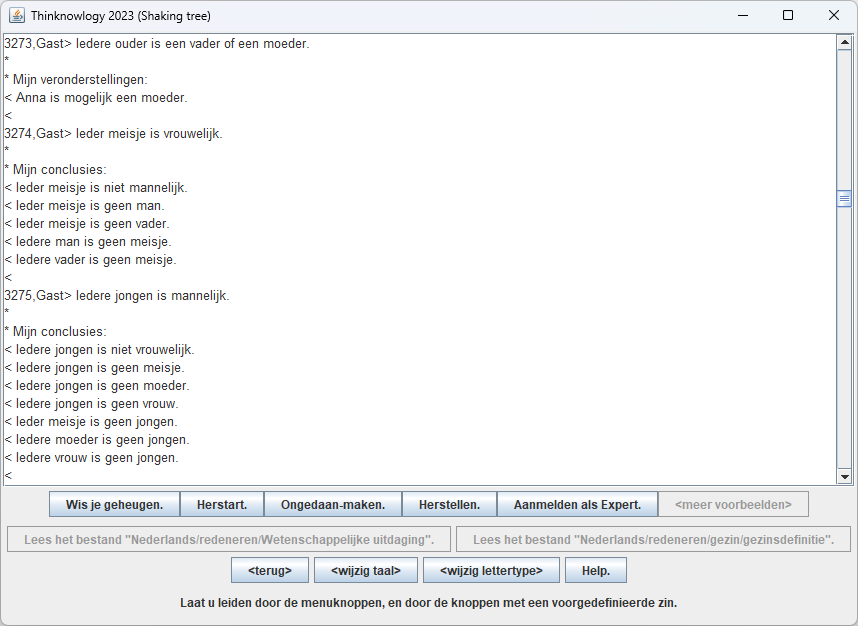 Thinknowlogy 2023 (Shaking tree)
3273,Gast> Iedere ouder is een vader of een moeder.
*
* Mijn veronderstellingen:
< Anna is mogelijk een moeder.
<
3274,Gast> Ieder meisje is vrouwelijk.
*
* Mijn conclusies:
< Ieder meisje is niet mannelijk.
< Ieder meisje is geen man.
< Ieder meisje is geen vader.
< Iedere man is geen meisje.
< Iedere vader is geen meisje.
<
3275,Gast> Iedere jongen is mannelijk.
*
* Mijn conclusies:
< Iedere jongen is niet vrouwelijk.
< Iedere jongen is geen meisje.
< Iedere jongen is geen moeder.
< Iedere jongen is geen vrouw.
< Ieder meisje is geen jongen.
< Iedere moeder is geen jongen.
< Iedere vrouw is geen jongen.
<
Wis je geheugen. Herstart. Ongedaan-maken. Herstellen. Aanmelden als Expert. <meer voorbeelden>
Lees het bestand "Nederlands/redeneren/Wetenschappelijke uitdaging". Lees het bestand "Nederlands/redeneren/gezin/gezinsdefinitie".
<terug> <wijzig taal> <wijzig lettertype> Help.
Laat u leiden door de menuknoppen, en door de knoppen met een voorgedefinieerde zin.